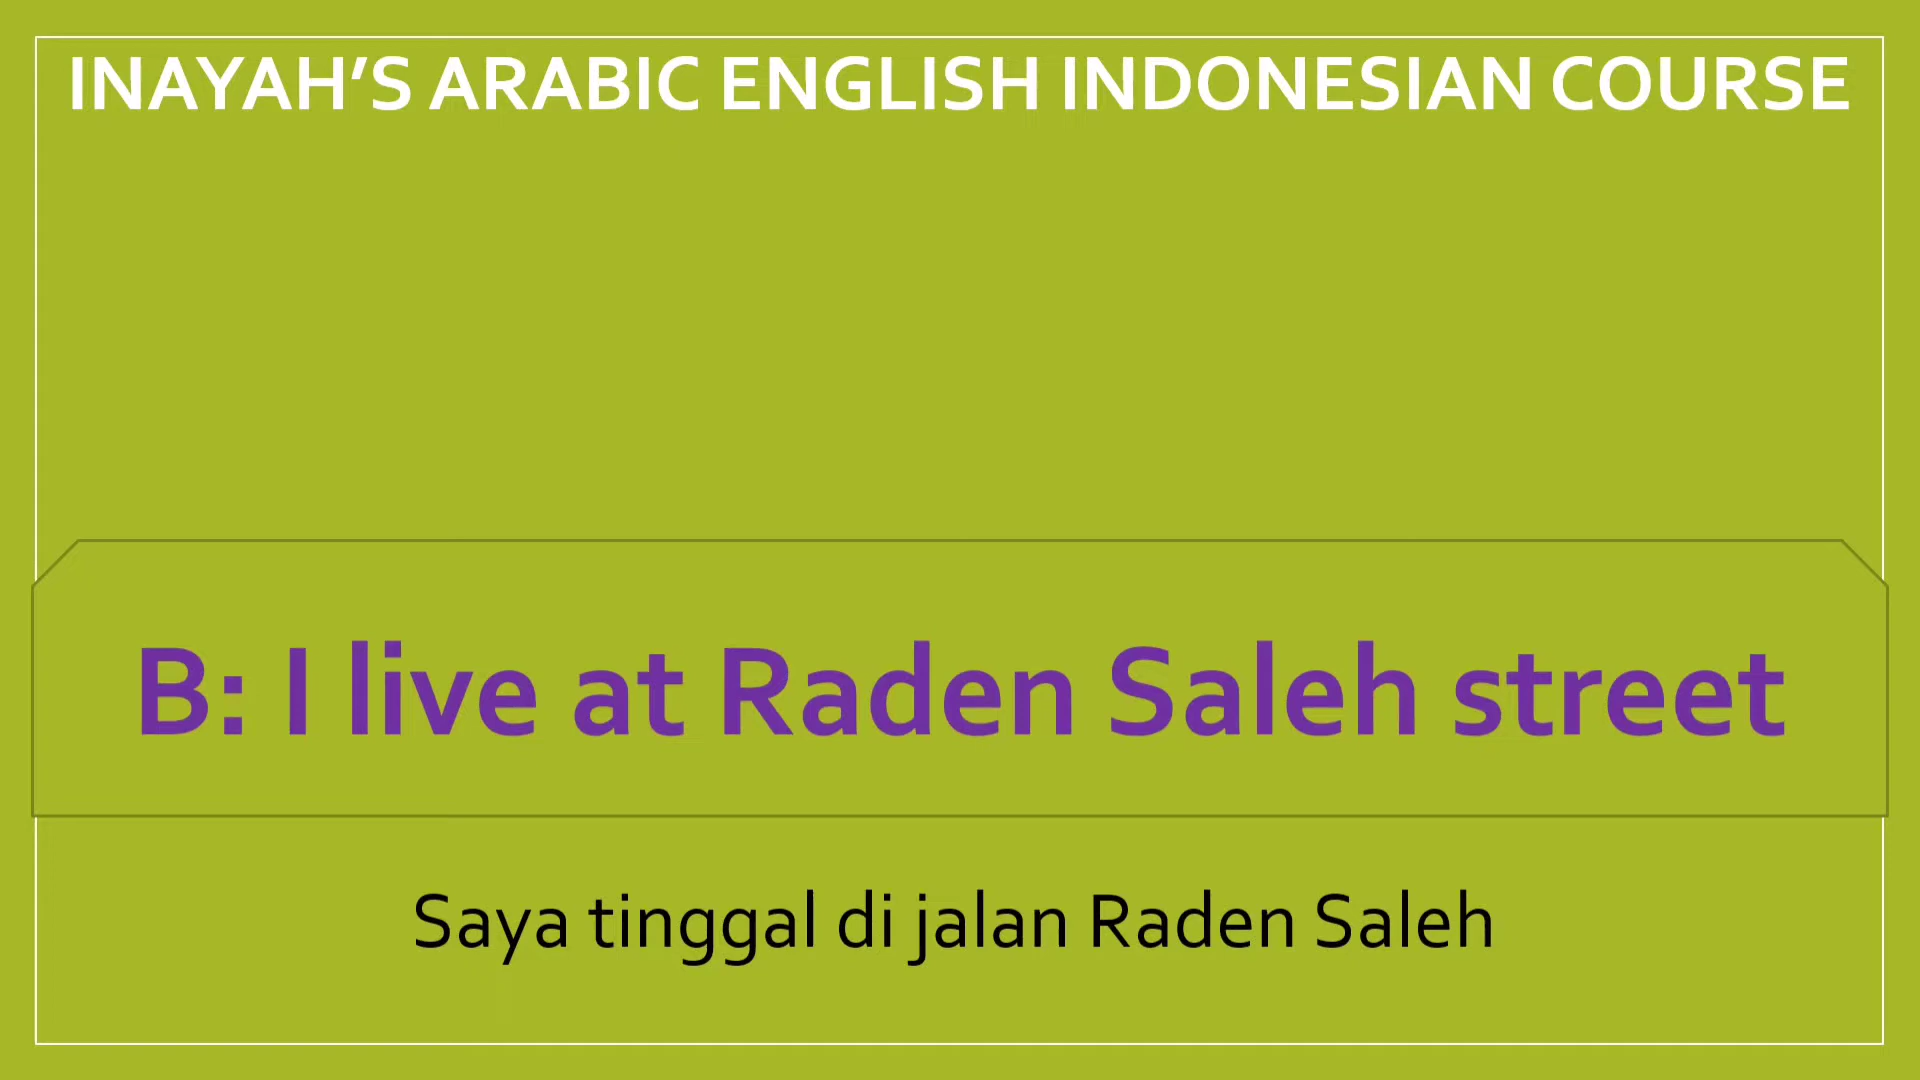 INAYAH’S ARABIC ENGLISH INDONESIAN COURSE
B: I live at Raden Saleh street
Saya tinggal di jalan Raden Saleh